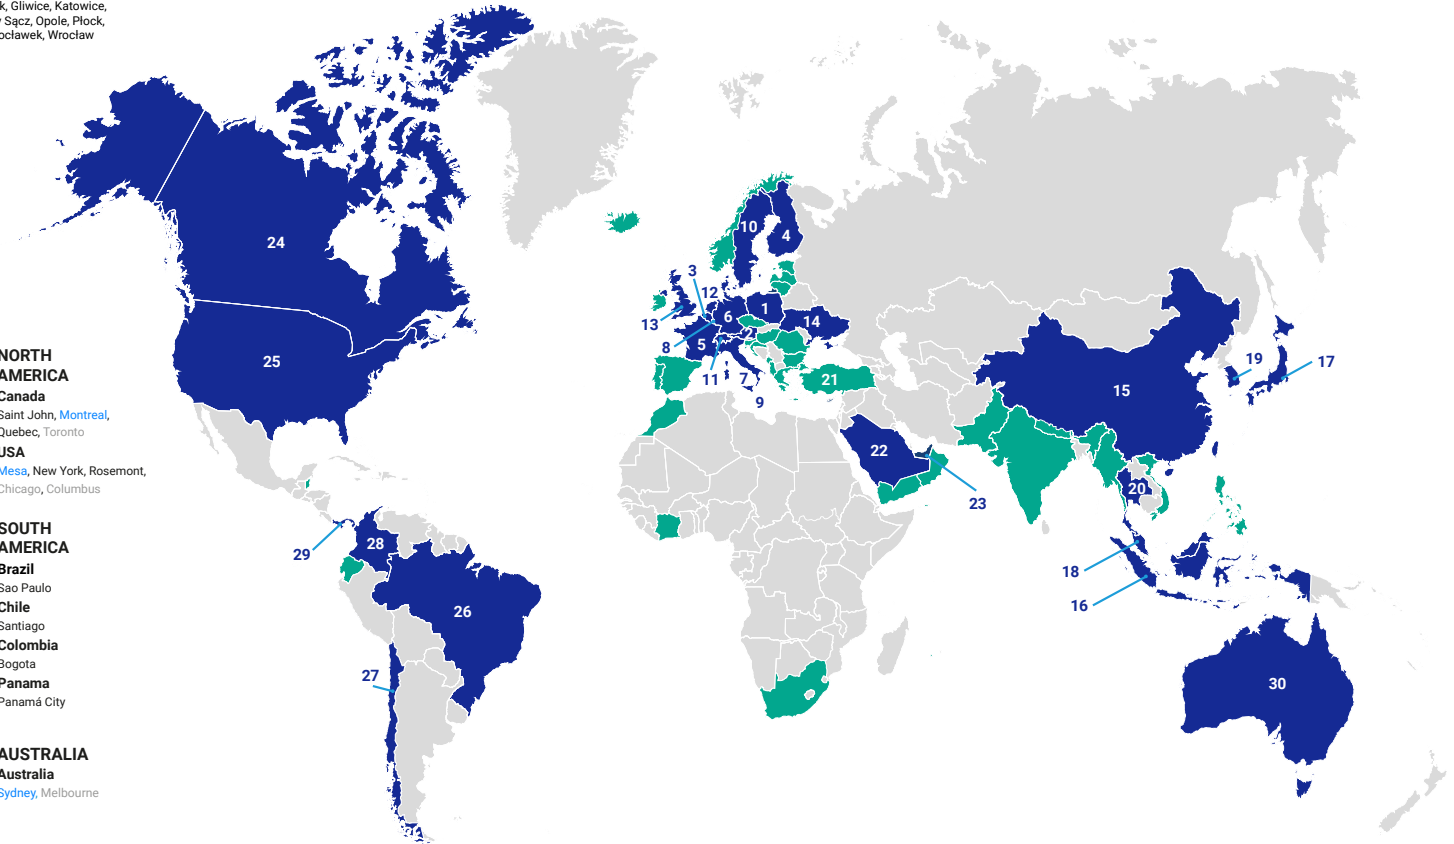 Gliwice, Katowice,
Sącz, Opole, Płock,
Wrocław
NORTH
AMERICA
Canada
Saint John, Montreal,
Quebec, Toronto
USA
Mesa, New York, Rosemont,
Chicago, Columbus
SOUTH
AMERICA
Brazil
Sao Paulo
Chile
Santiago
Colombia
Bogota
Panama
Panamá City
AUSTRALIA
Australia
Sydney, Melbourne
10
4
3
12
1
6
14
13
2
5
8
11
7
9
21
24
25
15
19
17
22
23
20
29
28
18
16
26
27
30